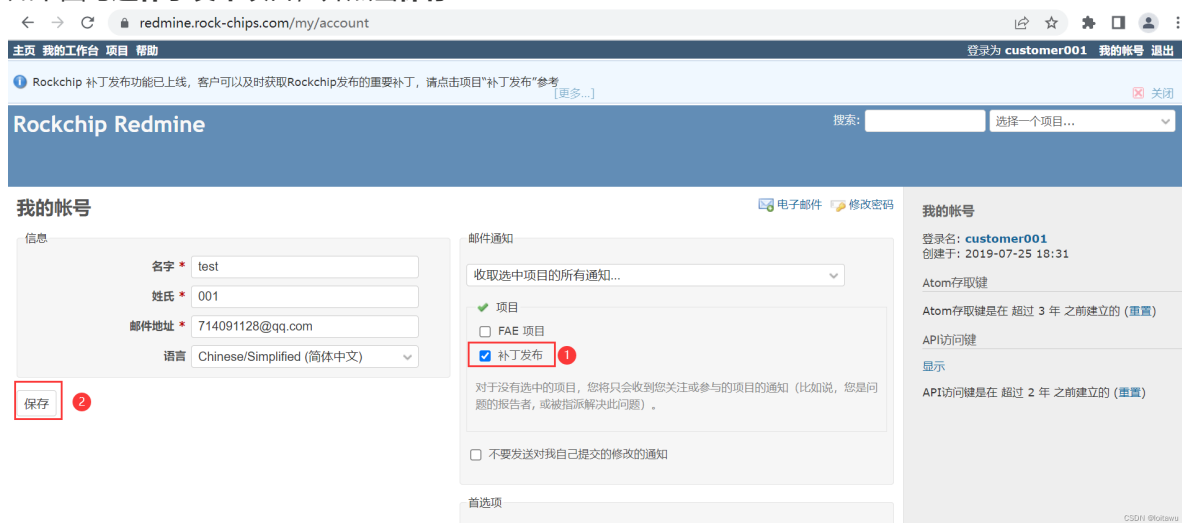 redmine.rock-chips.com/my/account
主页 我的工作台 项目 帮助
登录为 customer001 我的帐号 退出
Rockchip 补丁发布功能已上线，客户可以及时获取Rockchip发布的重要补丁，请点击项目“补丁发布”参考
[更多...]
关闭
Rockchip Redmine
搜索:
选择一个项目...
我的帐号
电子邮件 修改密码
信息
名字 * test
姓氏 * 001
邮件地址 * 714091128@qq.com
语言 Chinese/Simplified (简体中文)
保存 2
邮件通知
收取选中项目的所有通知...
项目
FAE 项目
补丁发布 1
对于没有选中的项目，您将只会收到您关注或参与的项目的通知（比如说，您是问
题的报告者, 或被指派解决此问题）。
不要发送对我自己提交的修改的通知
首选项
我的帐号
登录名: customer001
创建于: 2019-07-25 18:31
Atom存取键
Atom存取键是在 超过 3 年 之前建立的 (重置)
API访问键
显示
API访问键是在 超过 2 年 之前建立的 (重置)
CSDN @toitawu